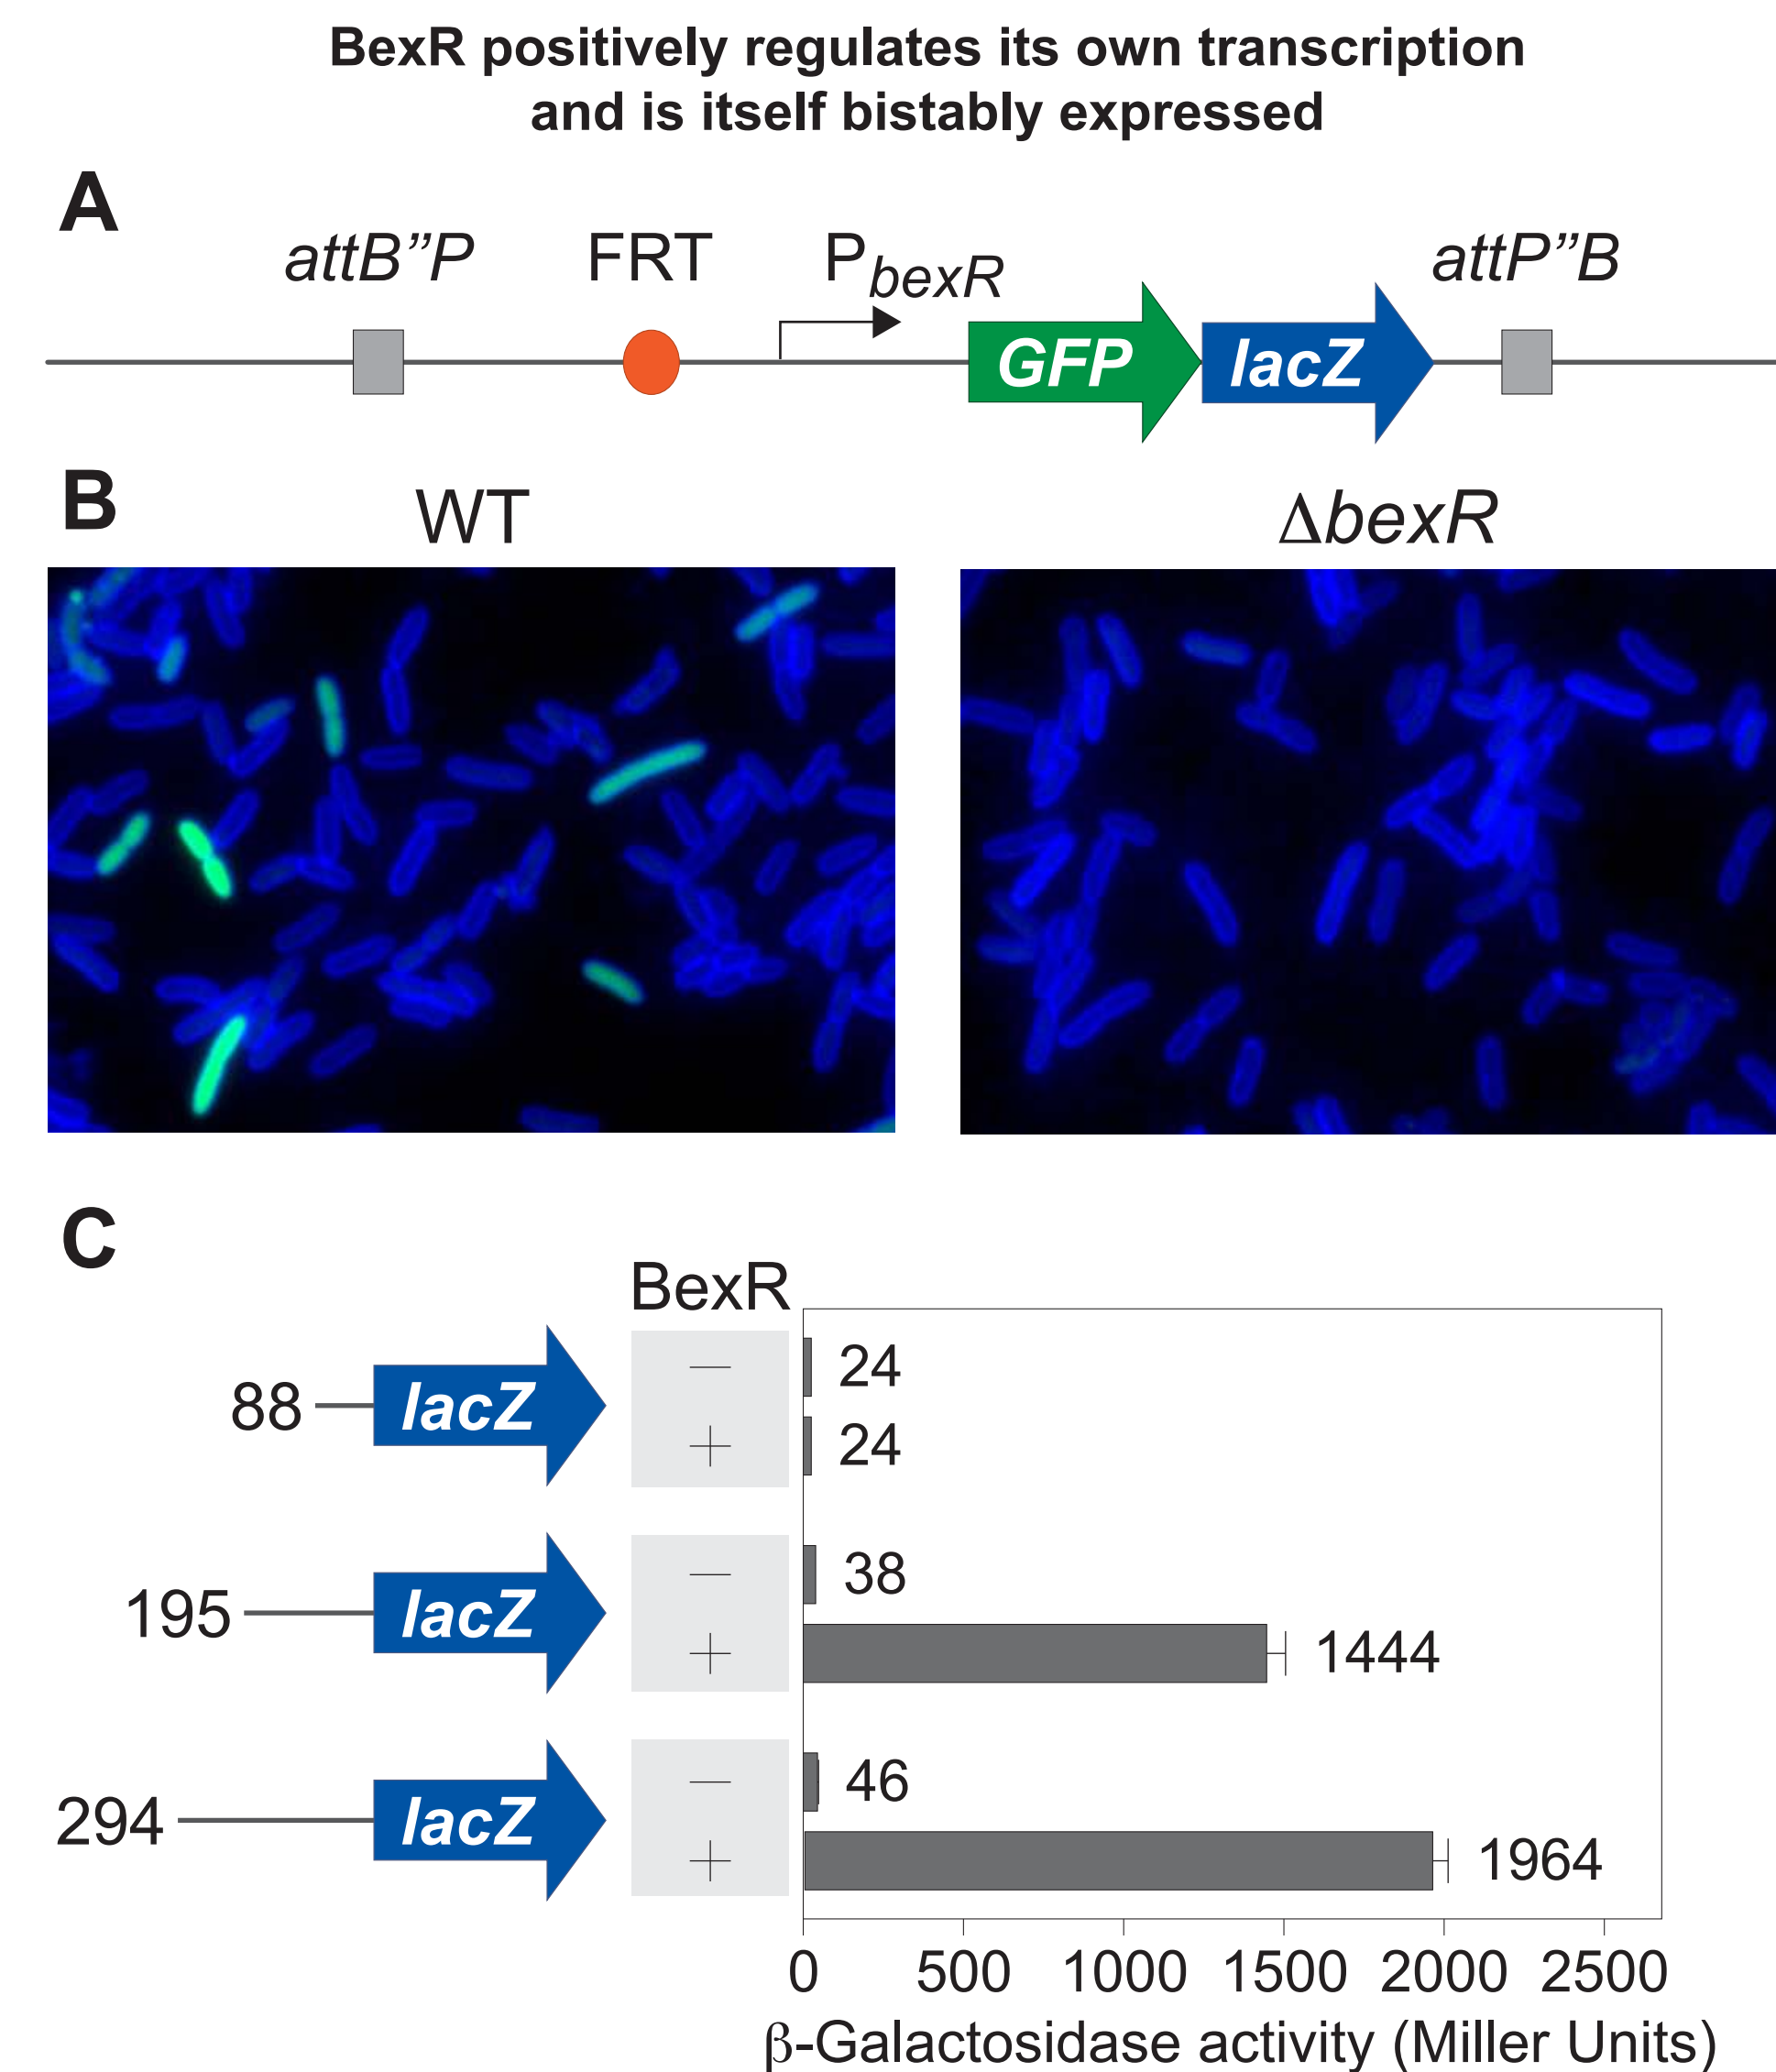 BexR positively regulates its own transcription
and is itself bistably expressed
A
attB”P FRT PbexR attP”B
GFP lacZ
B
WT ΔbexR
C
BexR
88 lacZ − 24
+ 24
195 lacZ − 38
+ 1444
294 lacZ − 46
+ 1964
0 500 1000 1500 2000 2500
β-Galactosidase activity (Miller Units)